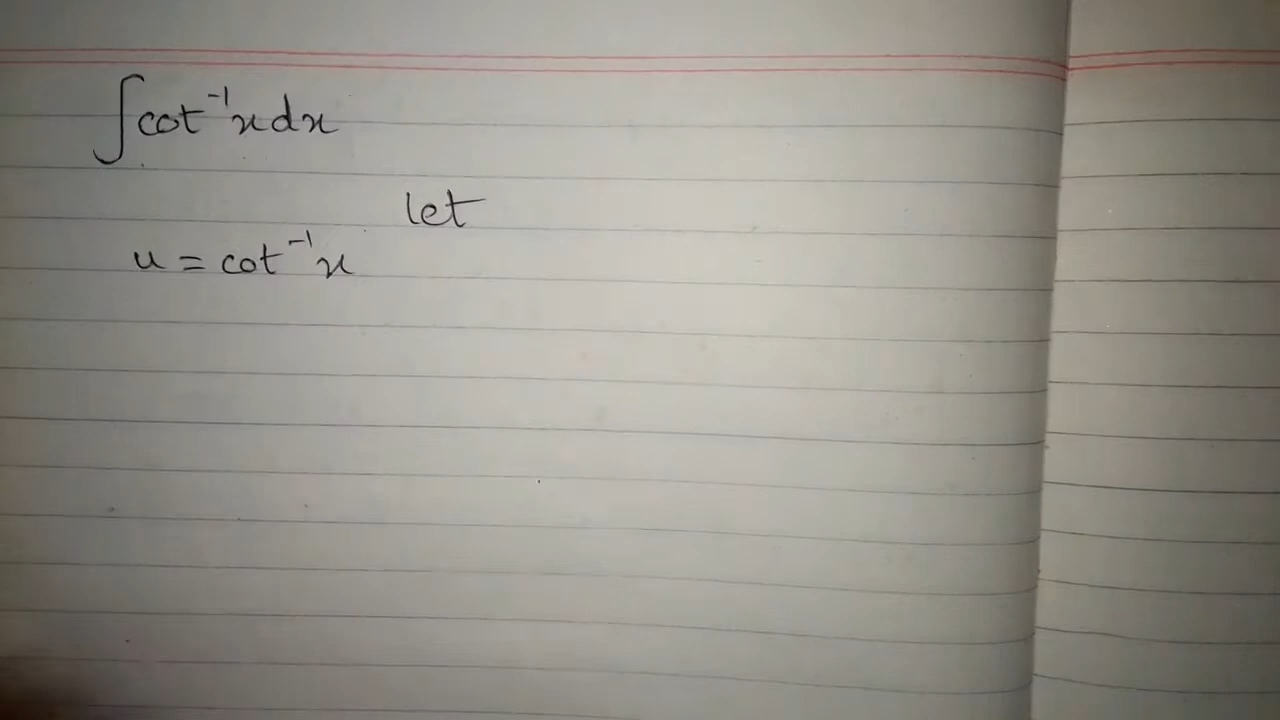 ∫cot⁻¹x dx
let
u = cot⁻¹x